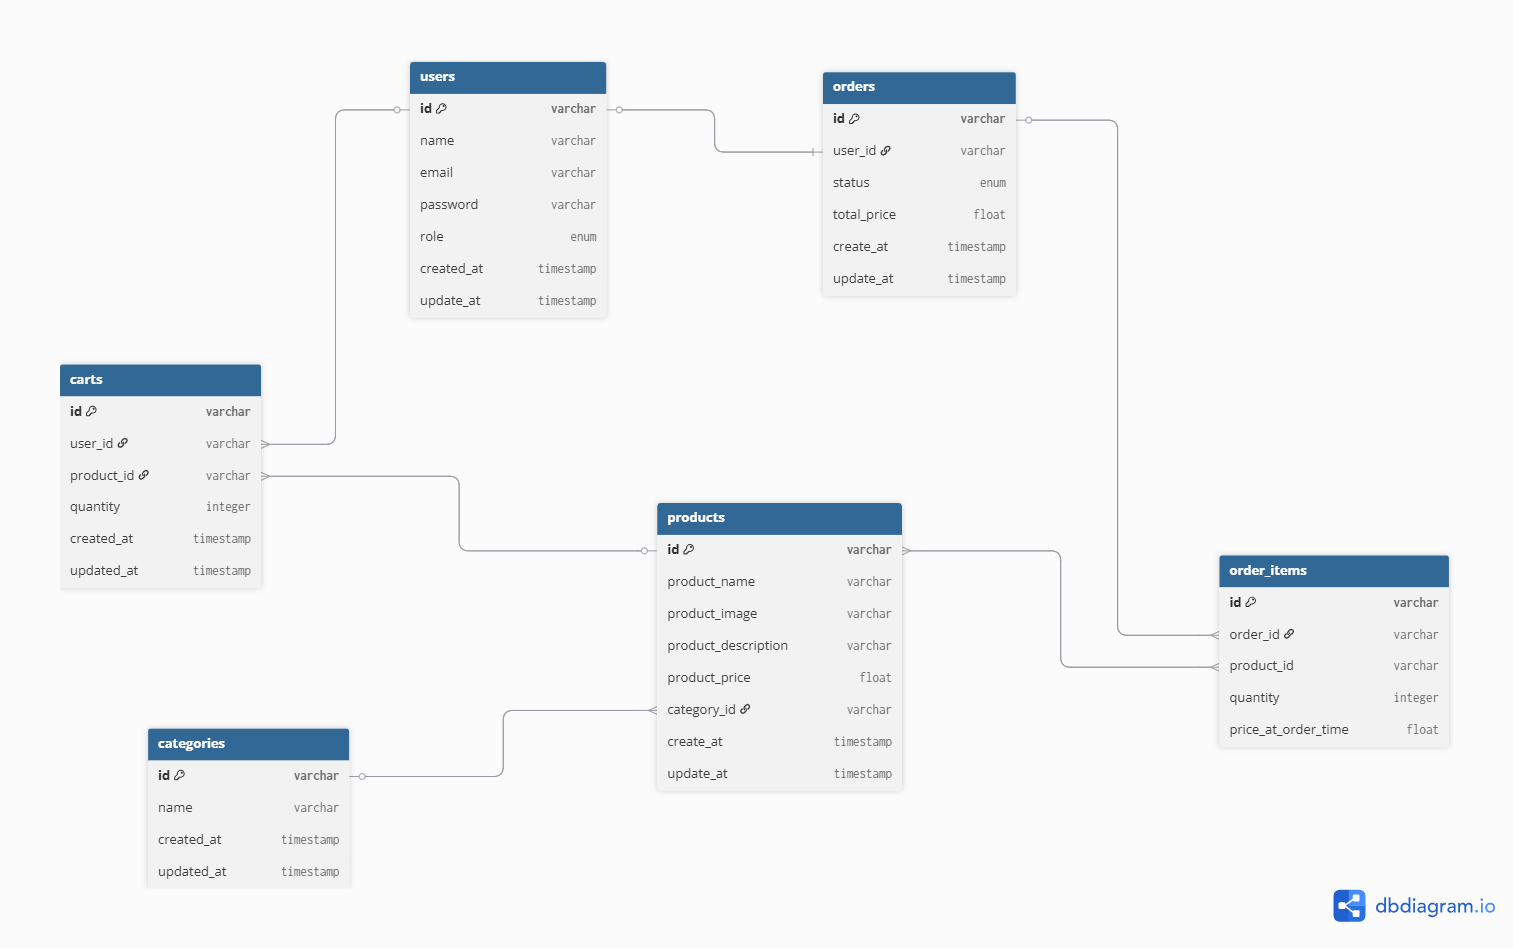 users
id varchar
name varchar
email varchar
password varchar
role enum
created_at timestamp
update_at timestamp
orders
id varchar
user_id varchar
status enum
total_price float
create_at timestamp
update_at timestamp
carts
id varchar
user_id varchar
product_id varchar
quantity integer
created_at timestamp
updated_at timestamp
products
id varchar
product_name varchar
product_image varchar
product_description varchar
product_price float
category_id varchar
create_at timestamp
update_at timestamp
order_items
id varchar
order_id varchar
product_id varchar
quantity integer
price_at_order_time float
categories
id varchar
name varchar
created_at timestamp
updated_at timestamp
dbdiagram.io